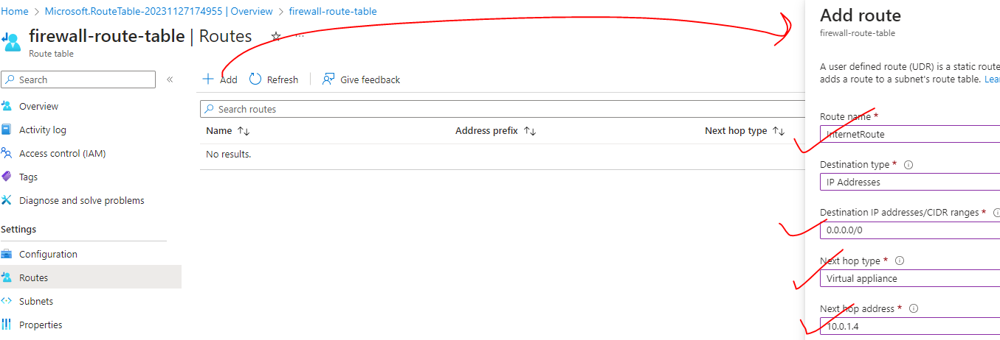 Home > Microsoft.RouteTable-20231127174955 | Overview > firewall-route-table
firewall-route-table | Routes ☆ ...
Route table
Search «
Overview
Activity log
Access control (IAM)
Tags
Diagnose and solve problems
Settings
Configuration
Routes
Subnets
Properties
+ Add Refresh Give feedback
Search routes
Name ↑↓ Address prefix ↑↓ Next hop type ↑↓
No results.
Add route
firewall-route-table
A user defined route (UDR) is a static route
adds a route to a subnet's route table. Lea
Route name *
InternetRoute
Destination type *
IP Addresses
Destination IP addresses/CIDR ranges *
0.0.0.0/0
Next hop type *
Virtual appliance
Next hop address *
10.0.1.4